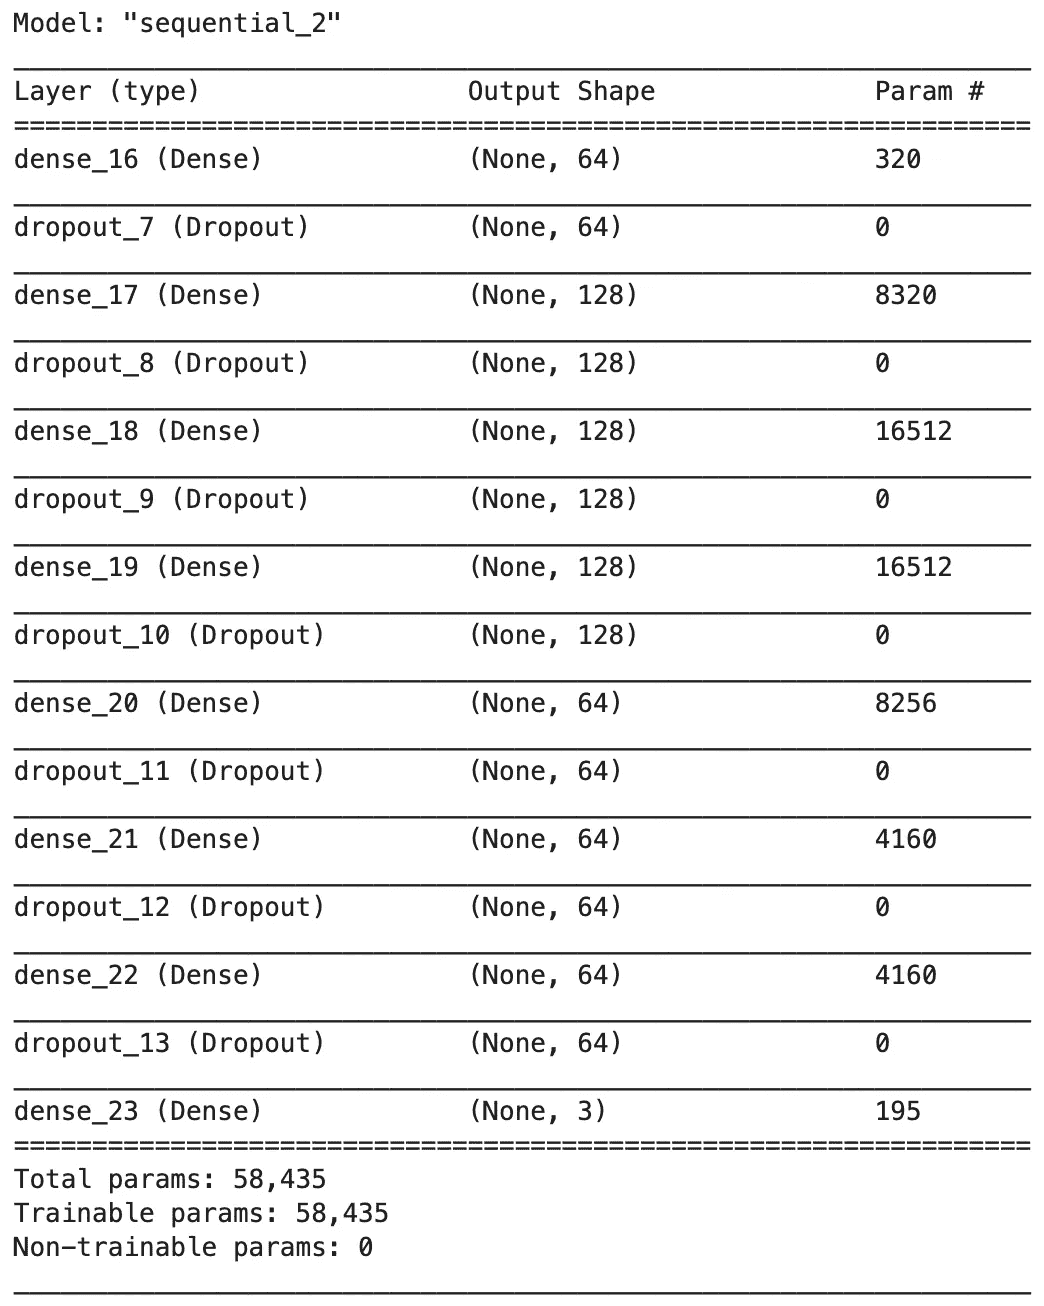 Model: "sequential_2"
Layer (type) Output Shape Param #
dense_16 (Dense) (None, 64) 320
dropout_7 (Dropout) (None, 64) 0
dense_17 (Dense) (None, 128) 8320
dropout_8 (Dropout) (None, 128) 0
dense_18 (Dense) (None, 128) 16512
dropout_9 (Dropout) (None, 128) 0
dense_19 (Dense) (None, 128) 16512
dropout_10 (Dropout) (None, 128) 0
dense_20 (Dense) (None, 64) 8256
dropout_11 (Dropout) (None, 64) 0
dense_21 (Dense) (None, 64) 4160
dropout_12 (Dropout) (None, 64) 0
dense_22 (Dense) (None, 64) 4160
dropout_13 (Dropout) (None, 64) 0
dense_23 (Dense) (None, 3) 195
Total params: 58,435
Trainable params: 58,435
Non-trainable params: 0